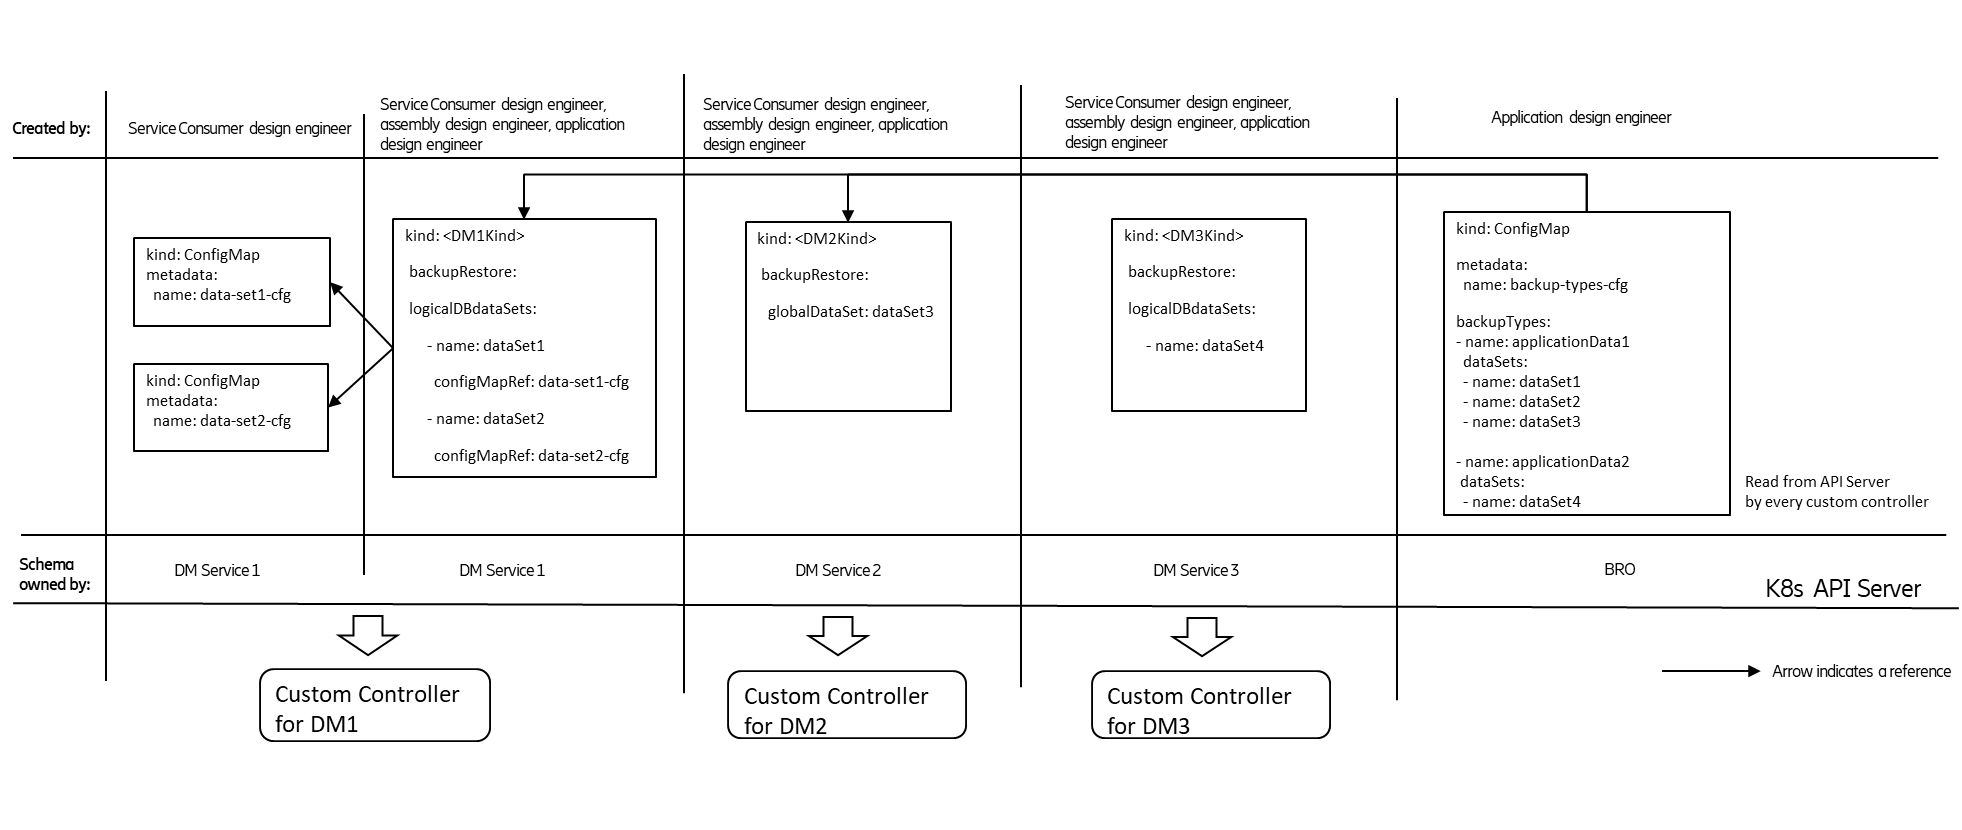 Created by:
Service Consumer design engineer
Service Consumer design engineer,
assembly design engineer, application
design engineer
Service Consumer design engineer,
assembly design engineer, application
design engineer
Service Consumer design engineer,
assembly design engineer, application
design engineer
Application design engineer
kind: ConfigMap
metadata:
name: data-set1-cfg
kind: ConfigMap
metadata:
name: data-set2-cfg
kind: <DM1Kind>
backupRestore:
logicalDBdataSets:
- name: dataSet1
configMapRef: data-set1-cfg
- name: dataSet2
configMapRef: data-set2-cfg
kind: <DM2Kind>
backupRestore:
globalDataSet: dataSet3
kind: <DM3Kind>
backupRestore:
logicalDBdataSets:
- name: dataSet4
kind: ConfigMap
metadata:
name: backup-types-cfg
backupTypes:
- name: applicationData1
dataSets:
- name: dataSet1
- name: dataSet2
- name: dataSet3
- name: applicationData2
dataSets:
- name: dataSet4
Read from API Server
by every custom controller
Schema
owned by:
DM Service 1
DM Service 1
DM Service 2
DM Service 3
BRO
K8s API Server
Custom Controller
for DM1
Custom Controller
for DM2
Custom Controller
for DM3
Arrow indicates a reference